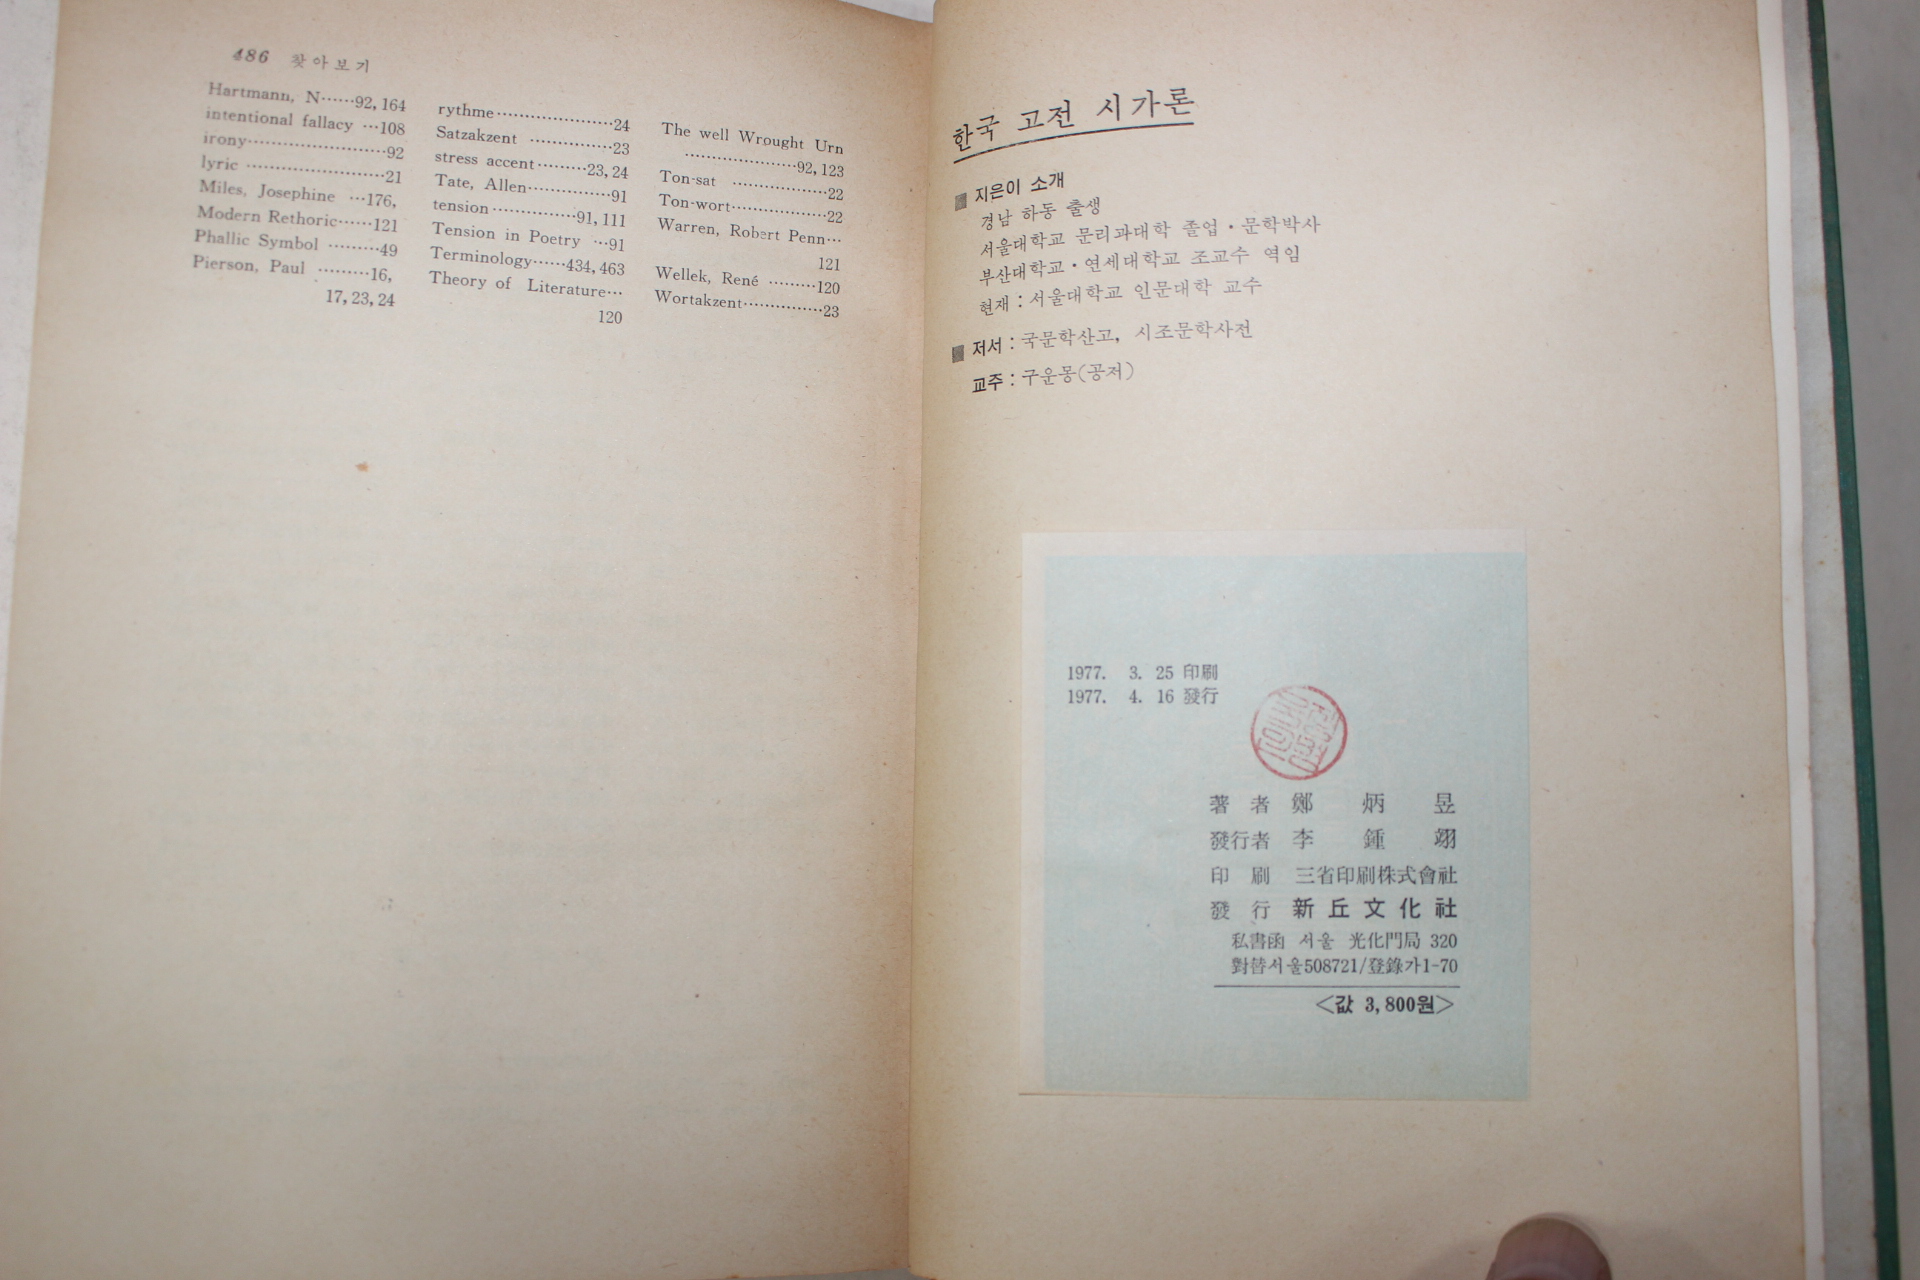 486 찾아보기
Hartmann, N……92, 164
intentional fallacy …108
irony……………………92
lyric ……………………21
Miles, Josephine …176,
Modern Rethoric……121
Phallic Symbol ………49
Pierson, Paul ………16,
17, 23, 24
rythme…………………24
Satzakzent ……………23
stress accent………23, 24
Tate, Allen……………91
tension……………91, 111
Tension in Poetry …91
Terminology……434, 463
Theory of Literature…
120
The well Wrought Urn
…………………92, 123
Ton-sat ………………22
Ton-wort………………22
Warren, Robert Penn…
121
Wellek, René ………120
Wortakzent……………23
한국 고전 시가론
■ 지은이 소개
경남 하동 출생
서울대학교 문리과대학 졸업·문학박사
부산대학교·연세대학교 조교수 역임
현재 : 서울대학교 인문대학 교수
■ 저서 : 국문학산고, 시조문학사전
교주 : 구운몽(공저)
1977. 3. 25 印刷
1977. 4. 16 發行
著者 鄭炳昱
發行者 李鍾翊
印刷 三省印刷株式會社
發行 新丘文化社
私書函 서울 光化門局 320
對替서울508721/登錄가1-70
<값 3,800원>